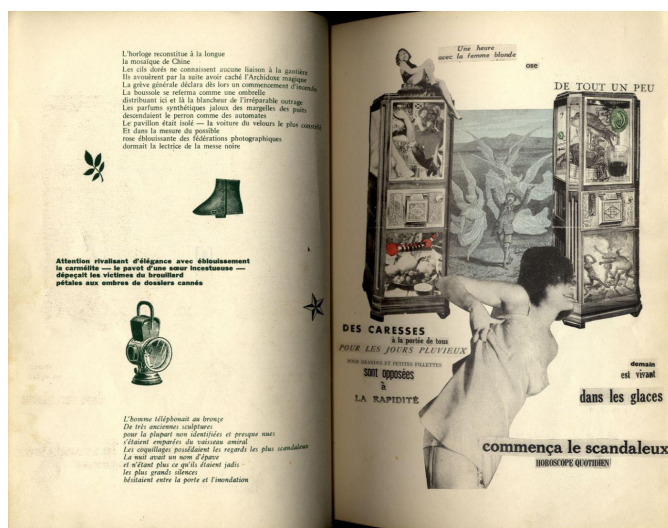 L'horloge reconstitue à la longue
la mosaïque de Chine
Les cils dorés ne connaissent aucune liaison à la gantière
Ils avouèrent par la suite avoir caché l'Archidoxe magique
La grève générale déclara dès lors un commencement d'incendie
La boussole se referma comme une ombrelle
distribuant ici et là la blancheur de l'irréparable outrage
Les parfums synthétiques jaloux des margelles des puits
descendaient le perron comme des automates
Le pavillon était isolé — la voiture du velours le plus constellé
Et dans la mesure du possible
rose éblouissante des fédérations photographiques
dormait la lectrice de la messe noire
Attention rivalisant d'élégance avec éblouissement
la carmélite — le pavot d'une sœur incestueuse —
dépeçait les victimes du brouillard
pétales aux ombres de dossiers cannés
L'homme téléphonait au bronze
De très anciennes sculptures
pour la plupart non identifiées et presque nues
s'étaient emparées du vaisseau amiral
Les coquillages possédaient les regards les plus scandaleux
La nuit avait un nom d'épave
et n'étant plus ce qu'ils étaient jadis
les plus grands silences
hésitaient entre la porte et l'inondation
Une heure
avec la femme blonde
ose
DE TOUT UN PEU
DES CARESSES
à la portée de tous
POUR LES JOURS PLUVIEUX
POUR GRANDES ET PETITES FILLETTES
sont opposées
à
LA RAPIDITÉ
demain
est vivant
dans les glaces
commença le scandaleux
HOROSCOPE QUOTIDIEN